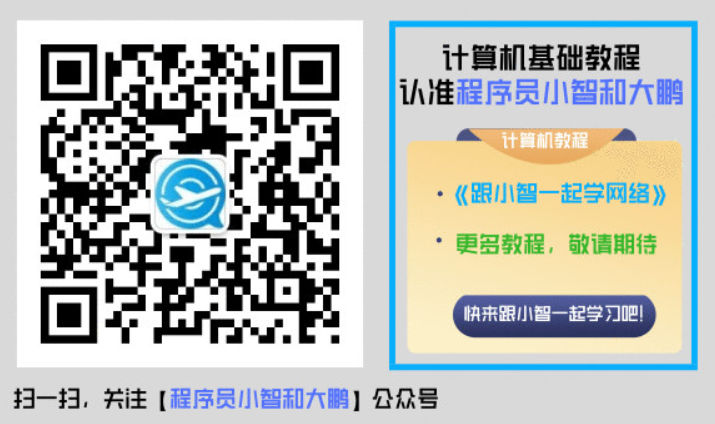 计算机基础教程
认准程序员小智和大鹏
计算机教程
·《跟小智一起学网络》
·更多教程，敬请期待
快来跟小智一起学习吧!
扫一扫，关注【程序员小智和大鹏】公众号